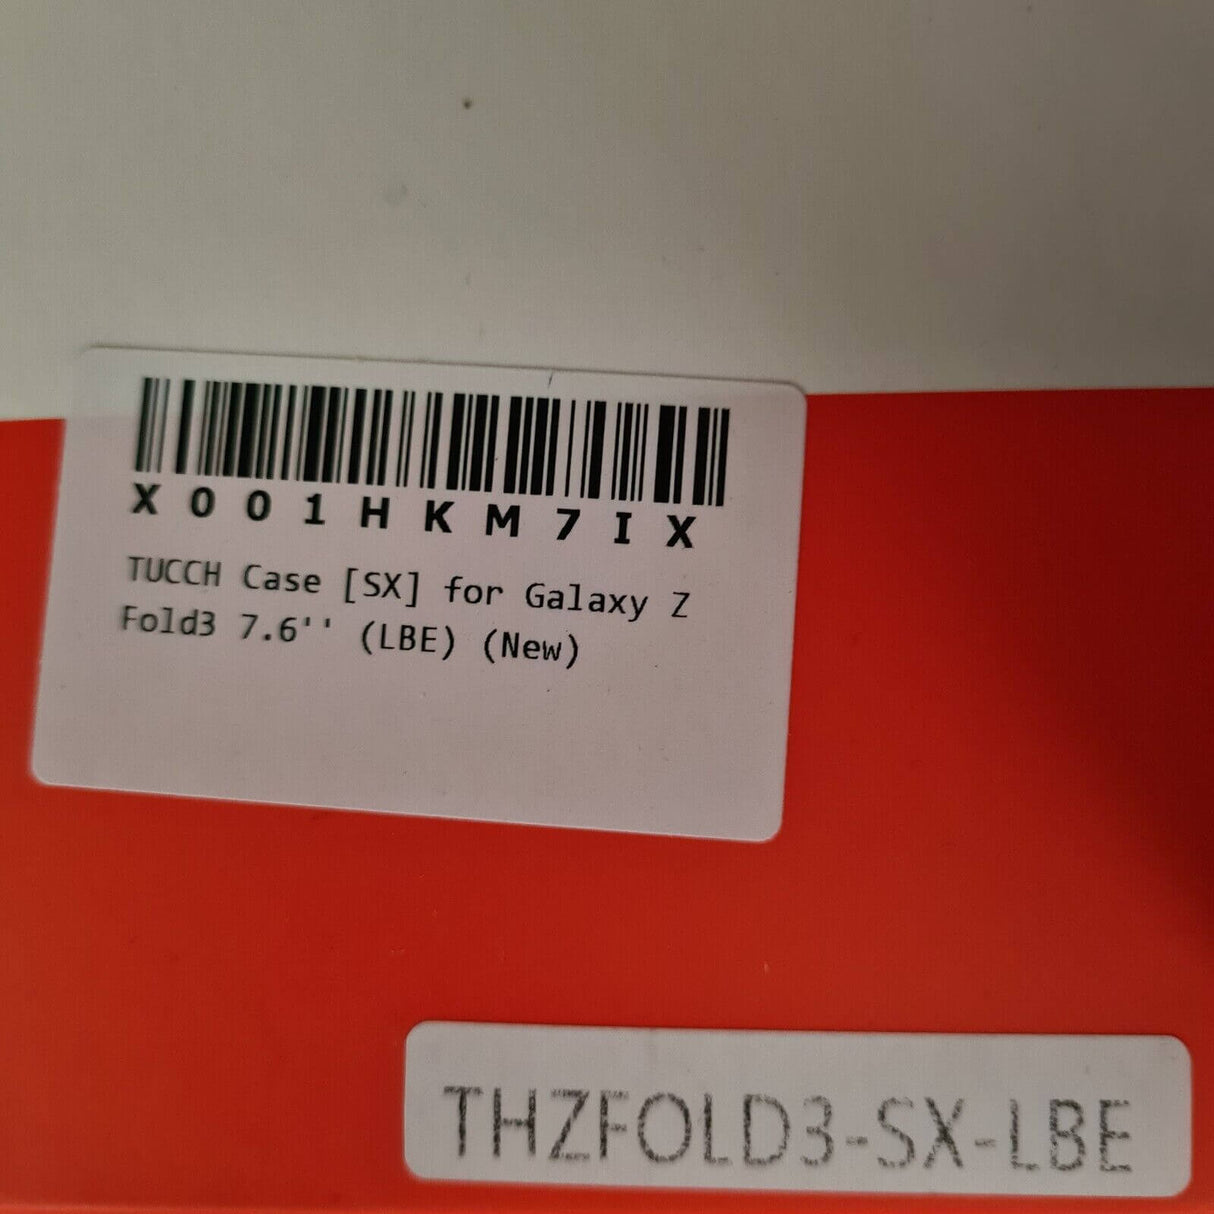 X001HKM7IX
TUCCH Case [SX] for Galaxy Z
Fold3 7.6'' (LBE) (New)
THZFOLD3-SX-LBE